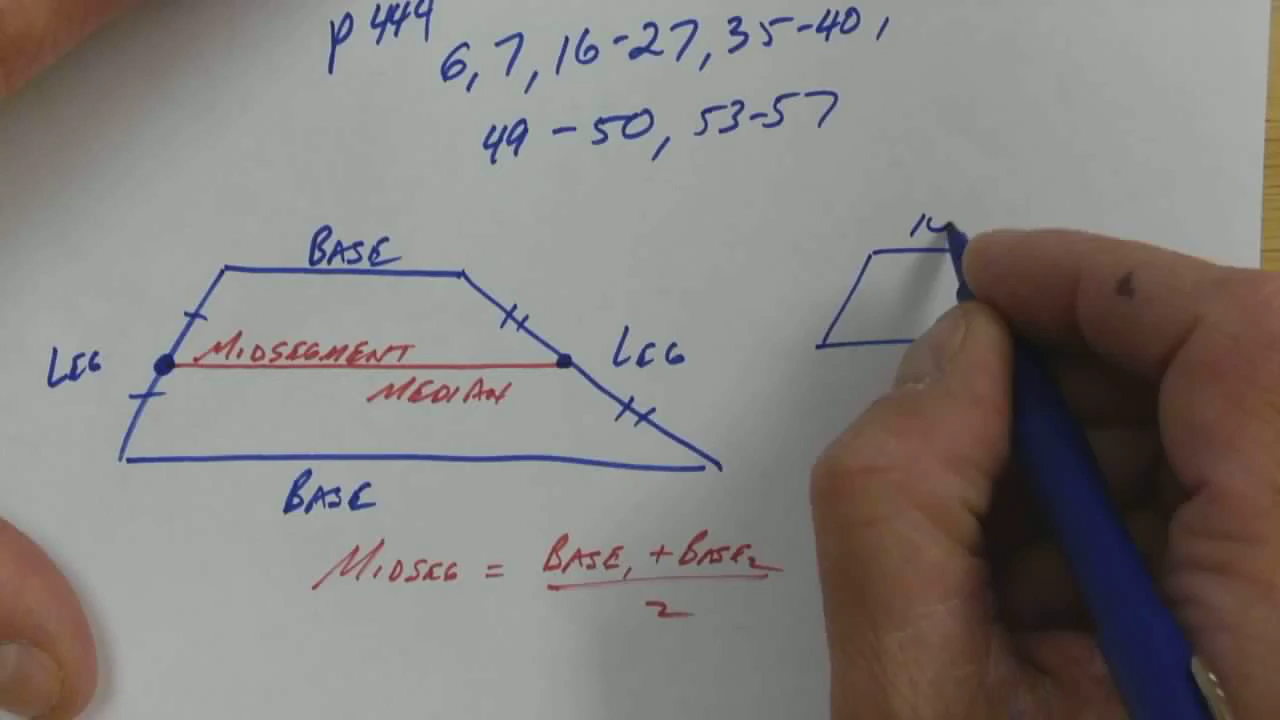 p 444
6, 7, 16-27, 35-40,
49-50, 53-57
BASE
LEG
MIDSEGMENT
MEDIAN
LEG
BASE
MIDSEG = BASE₁ + BASE₂
2